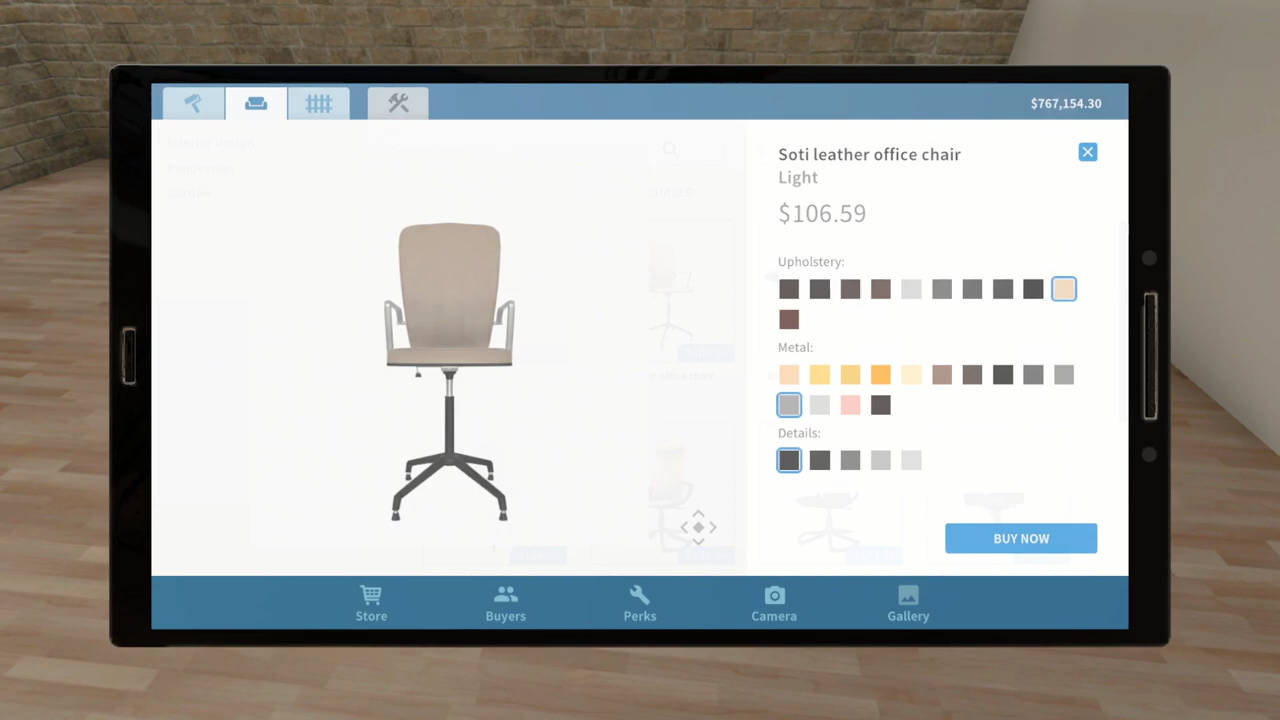 $767,154.30
Soti leather office chair
Light
$106.59
Upholstery:
Metal:
Details:
BUY NOW
Store
Buyers
Perks
Camera
Gallery